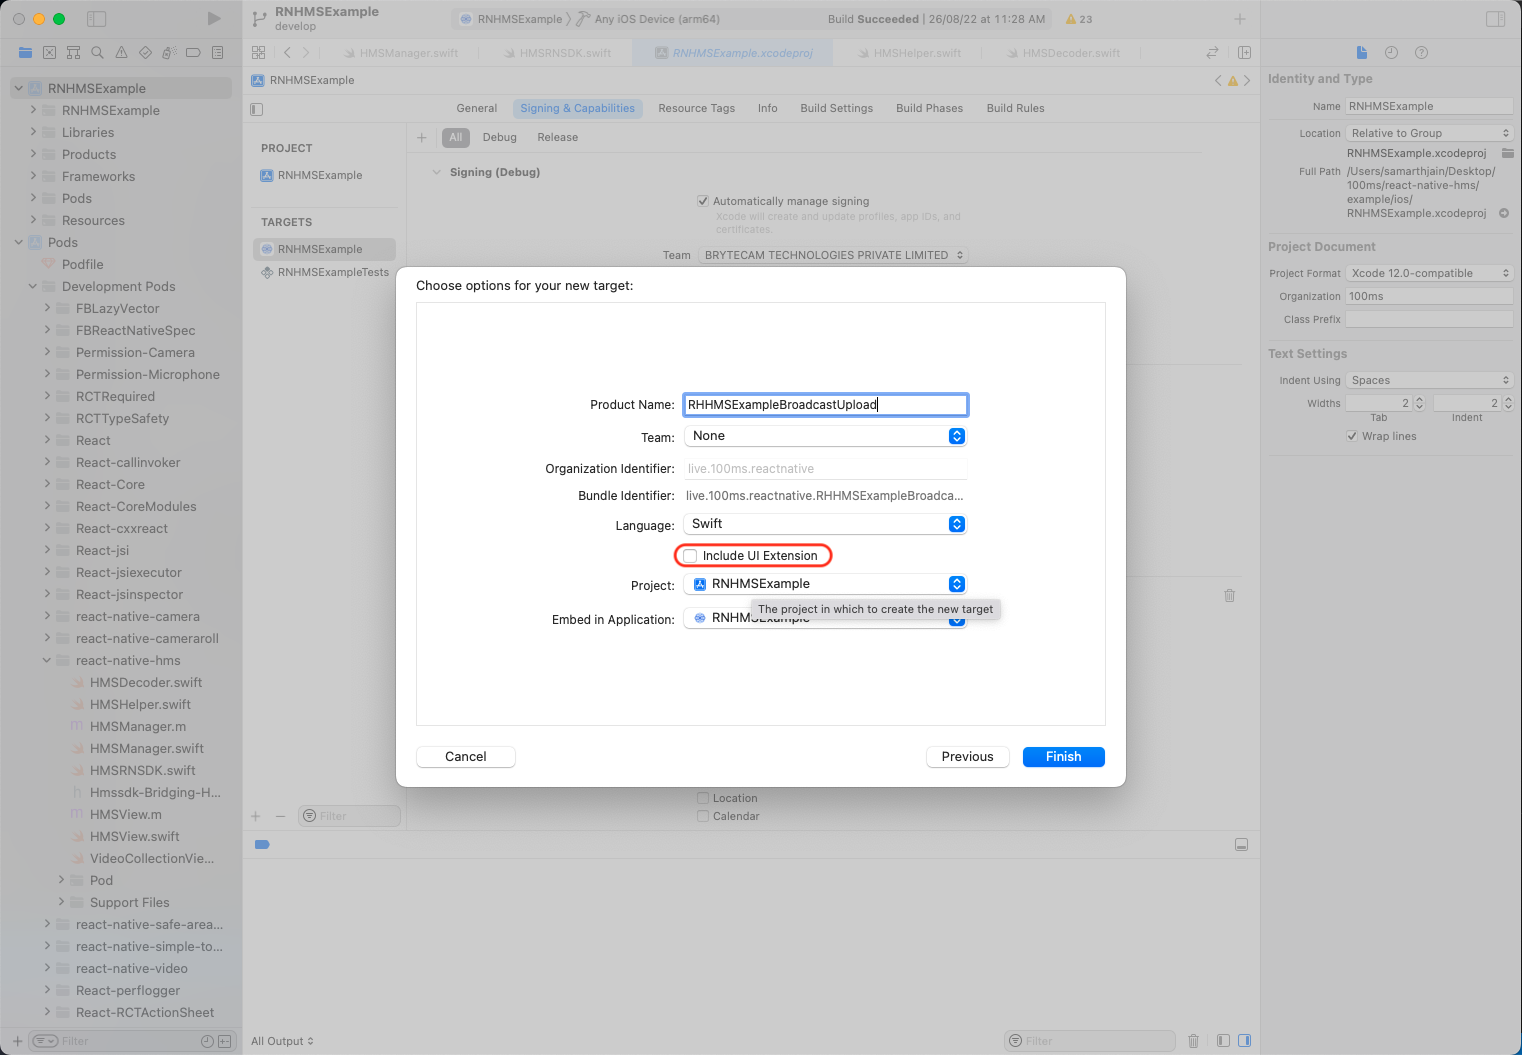 RNHMSExample
develop
RNHMSExample
Any iOS Device (arm64)
Build Succeeded | 26/08/22 at 11:28 AM
23
HMSManager.swift
HMSRNSDK.swift
RNHMSExample.xcodeproj
HMSHelper.swift
HMSDecoder.swift
RNHMSExample
General
Signing & Capabilities
Resource Tags
Info
Build Settings
Build Phases
Build Rules
All
Debug
Release
RNHMSExample
RNHMSExample
Libraries
Products
Frameworks
Pods
Resources
Pods
Podfile
Development Pods
FBLazyVector
FBReactNativeSpec
Permission-Camera
Permission-Microphone
RCTRequired
RCTTypeSafety
React
React-callinvoker
React-Core
React-CoreModules
React-cxxreact
React-jsi
React-jsiexecutor
React-jsinspector
react-native-camera
react-native-cameraroll
react-native-hms
HMSDecoder.swift
HMSHelper.swift
HMSManager.m
HMSManager.swift
HMSRNSDK.swift
Hmssdk-Bridging-H...
HMSView.m
HMSView.swift
VideoCollectionVie...
Pod
Support Files
react-native-safe-area...
react-native-simple-to...
react-native-video
React-perflogger
React-RCTActionSheet
Filter
PROJECT
RNHMSExample
TARGETS
RNHMSExample
RNHMSExampleTests
Filter
Signing (Debug)
Automatically manage signing
Xcode will create and update profiles, app IDs, and
certificates.
Team
BRYTECAM TECHNOLOGIES PRIVATE LIMITED
Choose options for your new target:
Product Name:
RHHMSExampleBroadcastUpload
Team:
None
Organization Identifier:
live.100ms.reactnative
Bundle Identifier:
live.100ms.reactnative.RHHMSExampleBroadca...
Language:
Swift
Include UI Extension
Project:
RNHMSExample
The project in which to create the new target
Embed in Application:
RNHMSExample
Cancel
Previous
Finish
Location
Calendar
All Output
Filter
Identity and Type
Name
RNHMSExample
Location
Relative to Group
RNHMSExample.xcodeproj
Full Path
/Users/samarthjain/Desktop/
100ms/react-native-hms/
example/ios/
RNHMSExample.xcodeproj
Project Document
Project Format
Xcode 12.0-compatible
Organization
100ms
Class Prefix
Text Settings
Indent Using
Spaces
Widths
2
2
Tab
Indent
Wrap lines